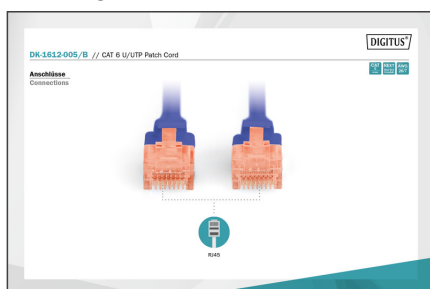 DIGITUS®
DK-1612-005/B // CAT 6 U/UTP Patch Cord
Anschlüsse
Connections
RJ45